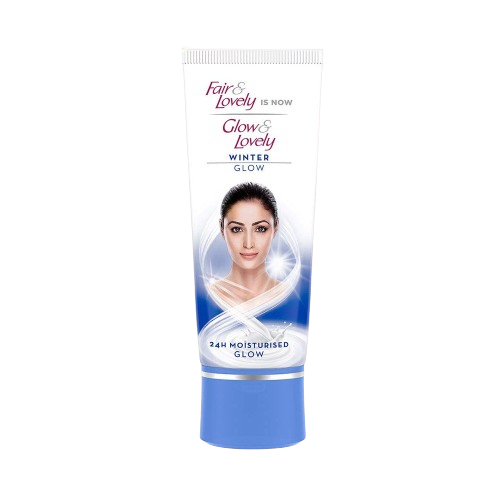 Fair &
Lovely IS NOW
Glow &
Lovely
WINTER
GLOW
24H MOISTURISED
GLOW